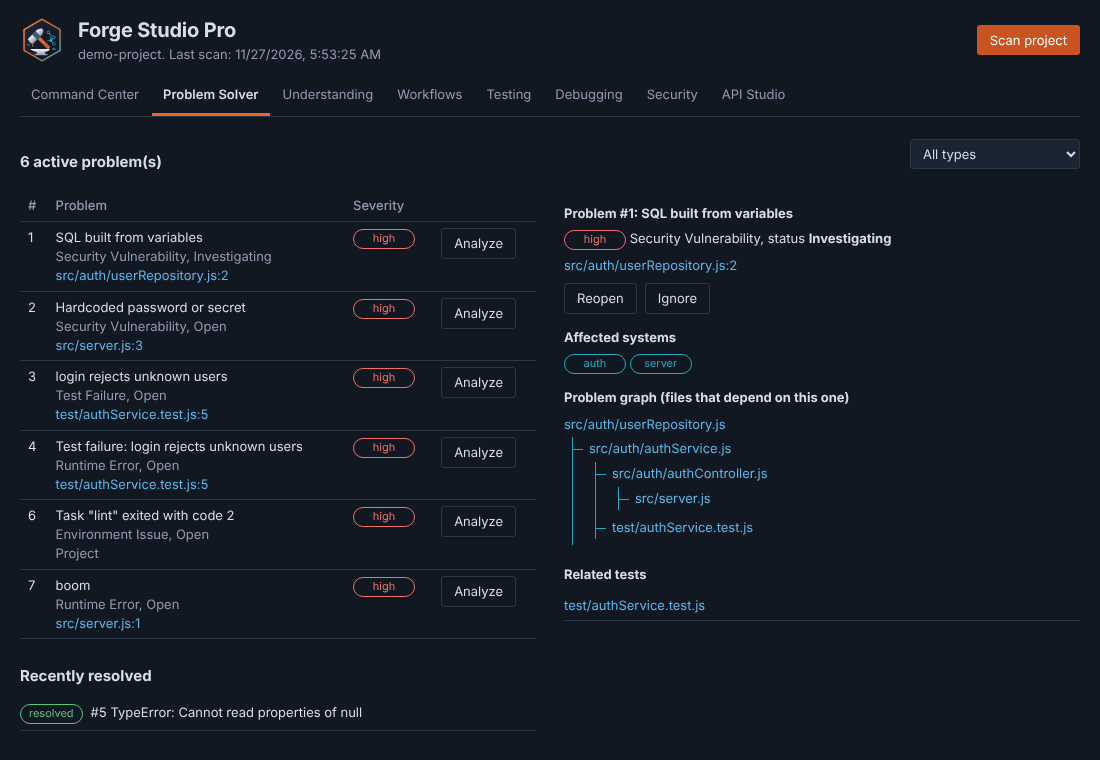 Forge Studio Pro
demo-project. Last scan: 11/27/2026, 5:53:25 AM
Scan project
Command Center
Problem Solver
Understanding
Workflows
Testing
Debugging
Security
API Studio
6 active problem(s)
All types
# Problem Severity
1 SQL built from variables high Analyze
Security Vulnerability, Investigating
src/auth/userRepository.js:2
2 Hardcoded password or secret high Analyze
Security Vulnerability, Open
src/server.js:3
3 login rejects unknown users high Analyze
Test Failure, Open
test/authService.test.js:5
4 Test failure: login rejects unknown users high Analyze
Runtime Error, Open
test/authService.test.js:5
6 Task "lint" exited with code 2 high Analyze
Environment Issue, Open
Project
7 boom high Analyze
Runtime Error, Open
src/server.js:1
Recently resolved
resolved #5 TypeError: Cannot read properties of null
Problem #1: SQL built from variables
high Security Vulnerability, status Investigating
src/auth/userRepository.js:2
Reopen Ignore
Affected systems
auth server
Problem graph (files that depend on this one)
src/auth/userRepository.js
src/auth/authService.js
src/auth/authController.js
src/server.js
test/authService.test.js
Related tests
test/authService.test.js